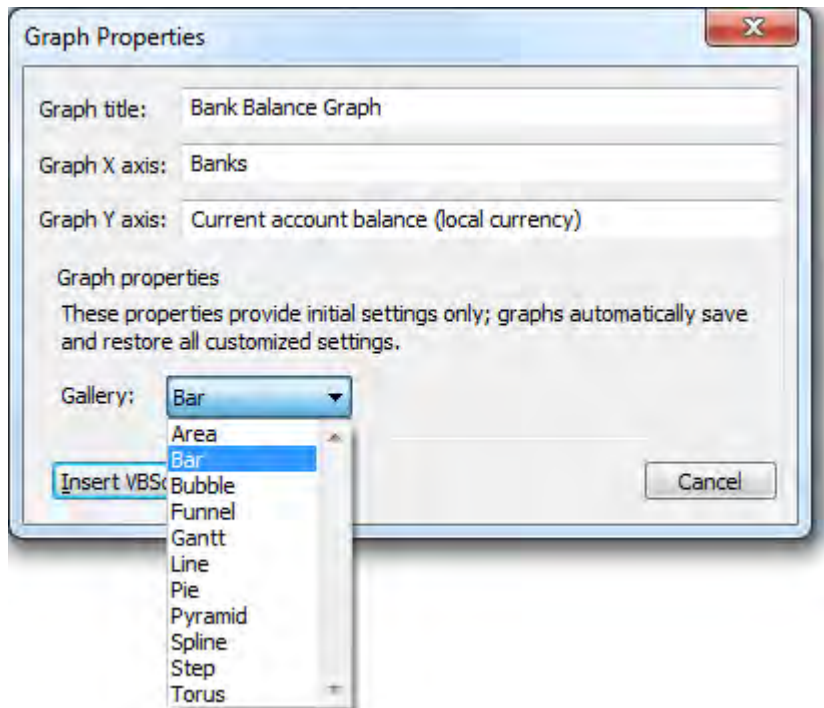 Graph Properties
Graph title: Bank Balance Graph
Graph X axis: Banks
Graph Y axis: Current account balance (local currency)
Graph properties
These properties provide initial settings only; graphs automatically save
and restore all customized settings.
Gallery: Bar
Area
Bar
Insert Cancel
Bubble
Funnel
Gantt
Line
Pie
Pyramid
Spline
Step
Torus